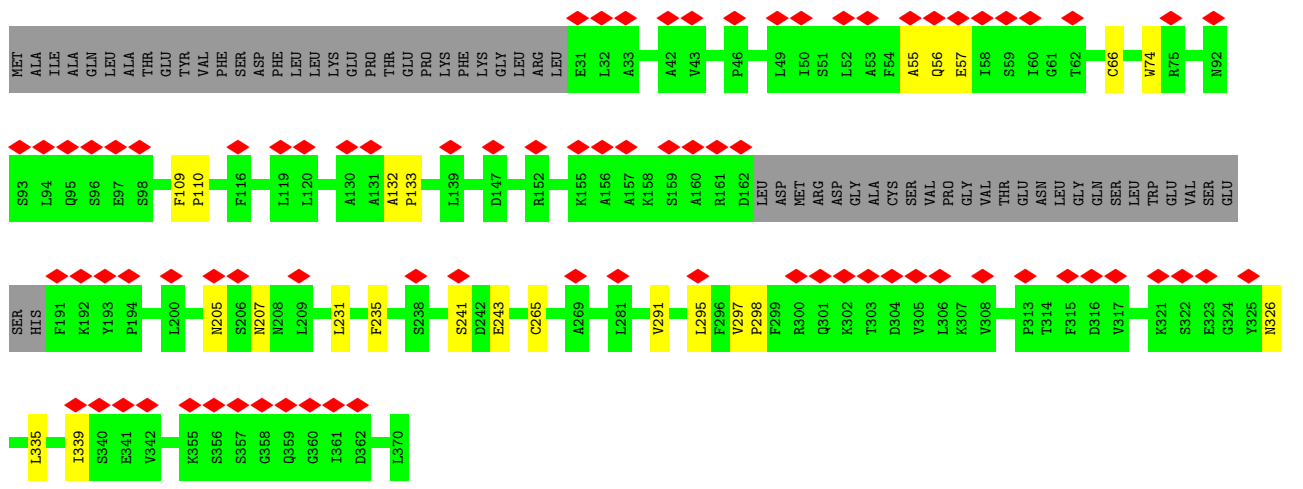 MET ALA ILE ALA GLN LEU ALA THR GLU TYR VAL PHE SER ASP PHE LEU LEU LYS GLU PRO THR GLU PRO LYS PHE LYS GLY LEU ARG LEU E31 L32 A33 A42 V43 P46 L49 I50 S51 L52 A53 F54 A55 Q56 E57 I58 S59 I60 G61 T62 C66 W74 R75 N92
S93 L94 Q95 S96 E97 S98 F109 P110 F116 L119 L120 A130 A131 A132 P133 L139 D147 R152 K155 A156 A157 K158 S159 A160 R161 D162 LEU ASP MET ARG ASP GLY ALA CYS SER VAL PRO GLY VAL THR GLU ASN LEU GLY GLN SER LEU TRP GLU VAL SER GLU
SER HIS F191 K192 Y193 P194 L200 N205 S206 N207 N208 L209 L231 F235 S238 S241 D242 E243 C265 A269 L281 V291 L295 F296 V297 P298 F299 R300 Q301 K302 T303 D304 V305 L306 K307 V308 P313 T314 F315 D316 V317 K321 S322 E323 G324 Y325 N326
L335 I339 S340 E341 V342 K355 S356 S357 G358 Q359 G360 I361 D362 L370